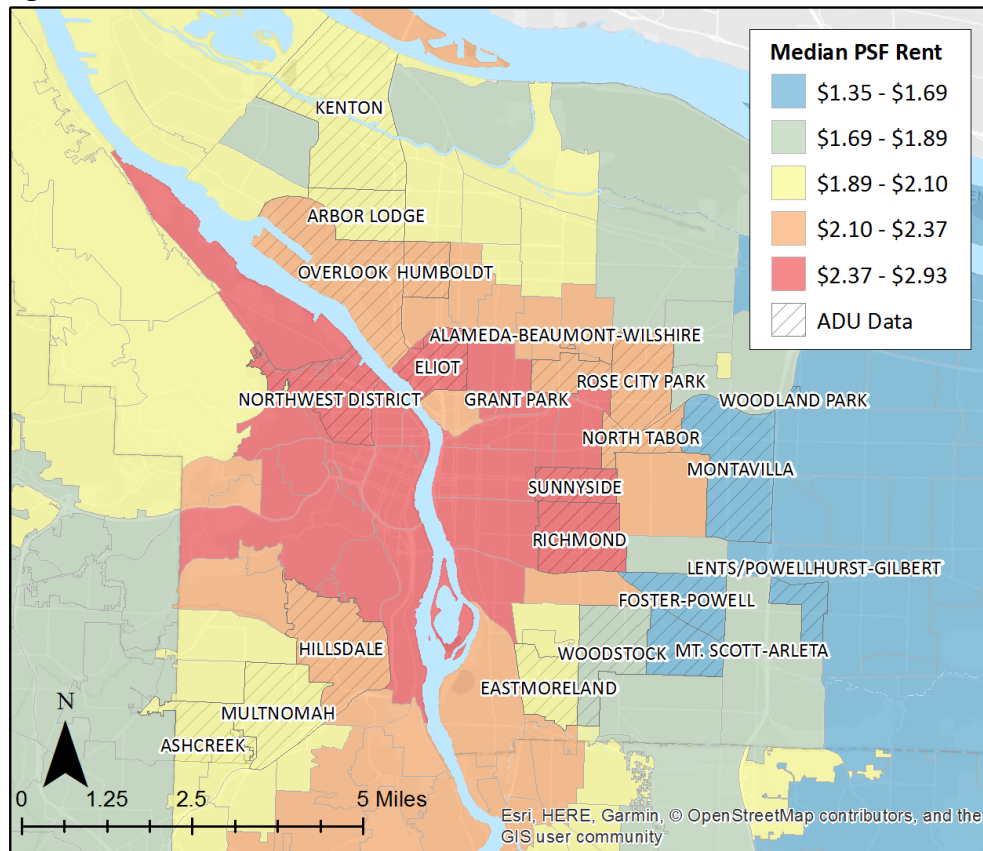 Median PSF Rent
$1.35 - $1.69
$1.69 - $1.89
$1.89 - $2.10
$2.10 - $2.37
$2.37 - $2.93
ADU Data
KENTON
ARBOR LODGE
OVERLOOK HUMBOLDT
ALAMEDA-BEAUMONT-WILSHIRE
ELIOT
ROSE CITY PARK
NORTHWEST DISTRICT
GRANT PARK
WOODLAND PARK
NORTH TABOR
MONTAVILLA
SUNNYSIDE
RICHMOND
LENTS/POWELLHURST-GILBERT
FOSTER-POWELL
HILLSDALE
WOODSTOCK
MT. SCOTT-ARLETA
EASTMORELAND
MULTNOMAH
ASHCREEK
N
0 1.25 2.5 5 Miles
Esri, HERE, Garmin, © OpenStreetMap contributors, and the
GIS user community